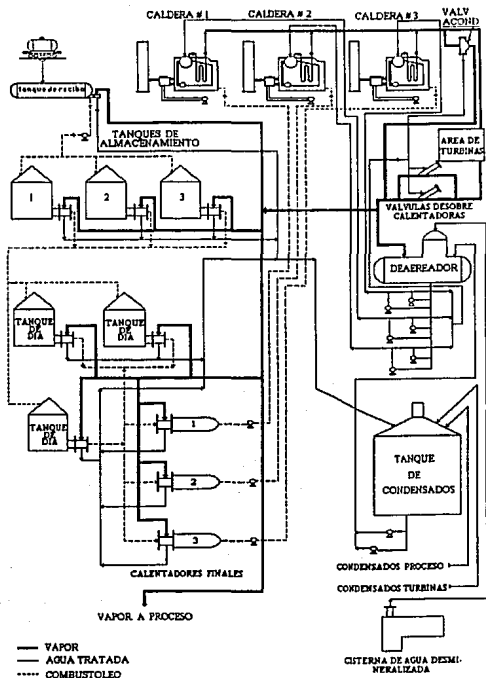 CALDERA # 1
CALDERA # 2
CALDERA # 3
VALV
ACOND
tanque de recibo
TANQUES DE
ALMACENAMIENTO
AREA DE
TURBINAS
1
2
3
VALVULAS DESOBRE
CALENTADORAS
DEAEREADOR
TANQUE
DE DIA
TANQUE
DE DIA
TANQUE
DE DIA
1
2
3
TANQUE
DE
CONDENSADOS
CALENTADORES FINALES
CONDENSADOS PROCESO
CONDENSADOS TURBINAS
VAPOR A PROCESO
VAPOR
AGUA TRATADA
COMBUSTOLEO
CISTERNA DE AGUA DESMI-
NERALIZADA